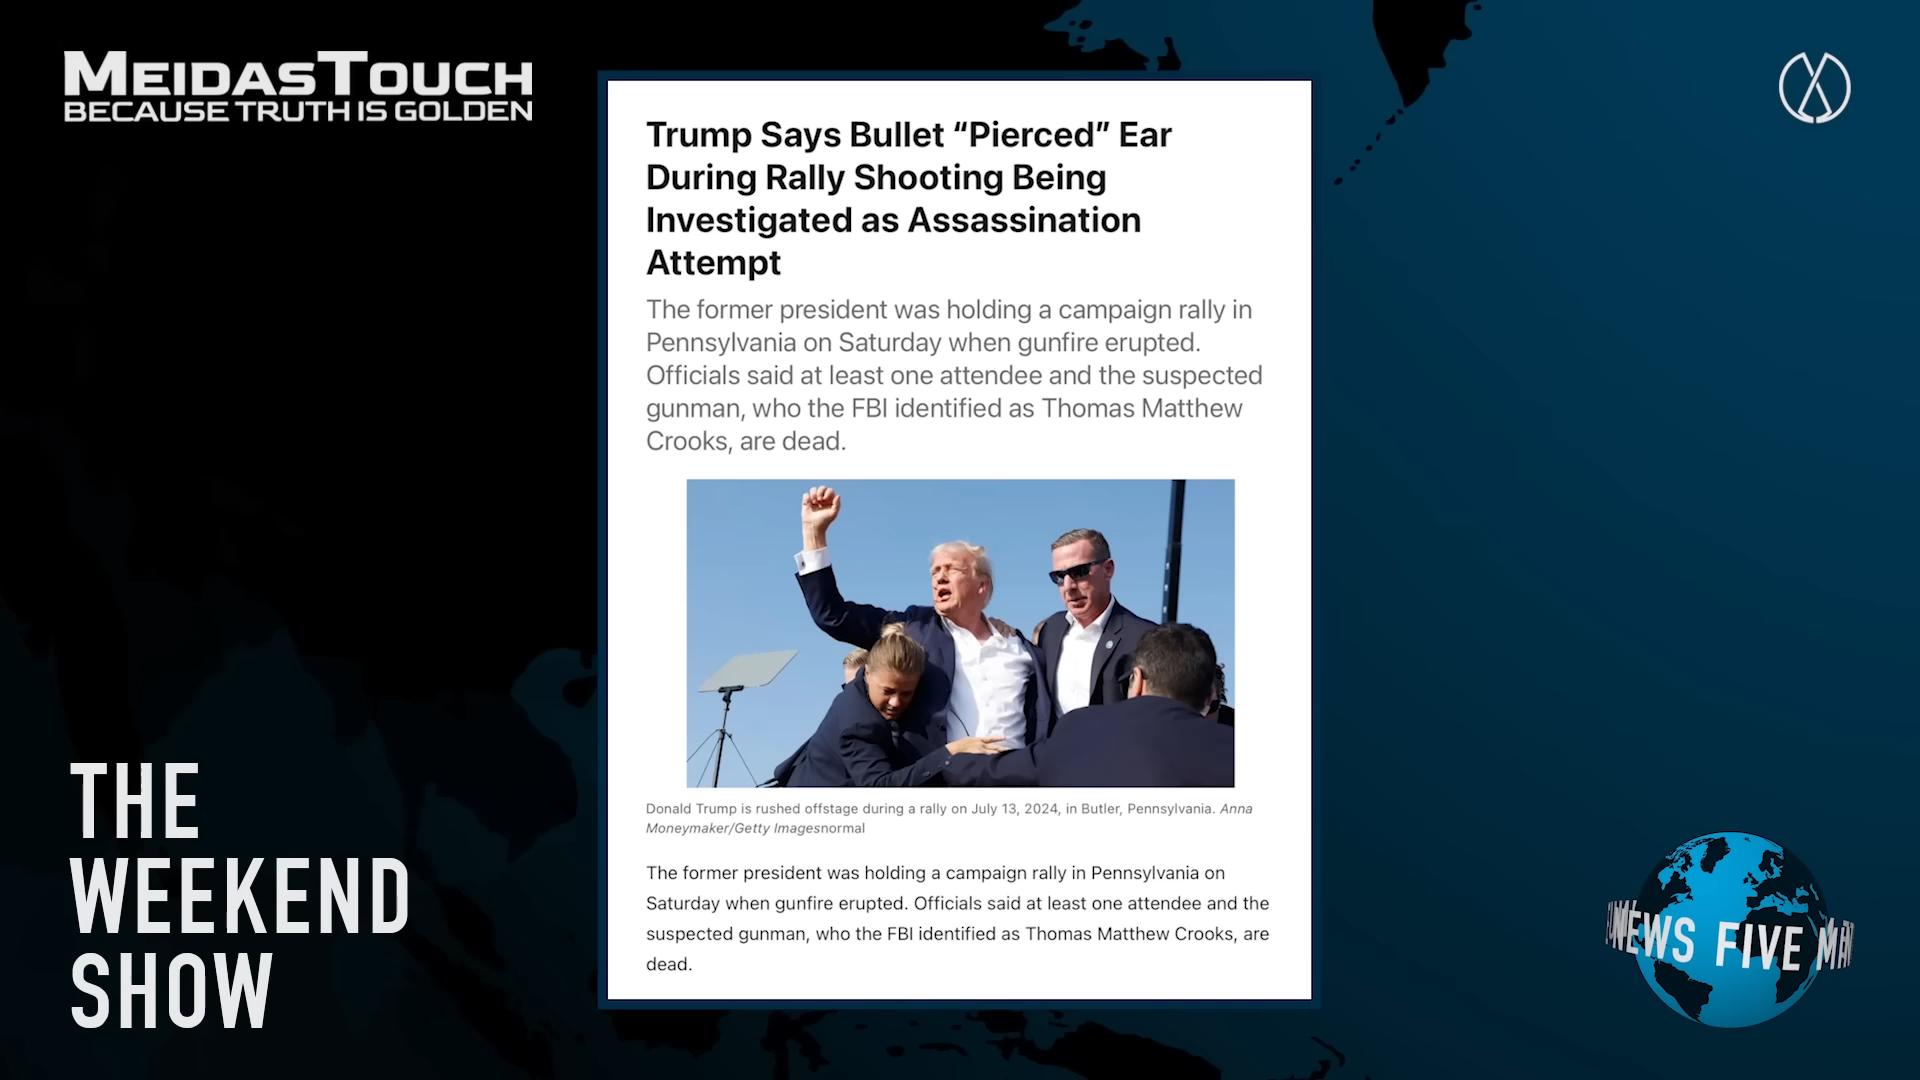 MEIDASTOUCH
BECAUSE TRUTH IS GOLDEN
Trump Says Bullet “Pierced” Ear
During Rally Shooting Being
Investigated as Assassination
Attempt
The former president was holding a campaign rally in
Pennsylvania on Saturday when gunfire erupted.
Officials said at least one attendee and the suspected
gunman, who the FBI identified as Thomas Matthew
Crooks, are dead.
Donald Trump is rushed offstage during a rally on July 13, 2024, in Butler, Pennsylvania. Anna
Moneymaker/Getty Imagesnormal
The former president was holding a campaign rally in Pennsylvania on
Saturday when gunfire erupted. Officials said at least one attendee and the
suspected gunman, who the FBI identified as Thomas Matthew Crooks, are
dead.
THE
WEEKEND
SHOW
NEWS FIVE